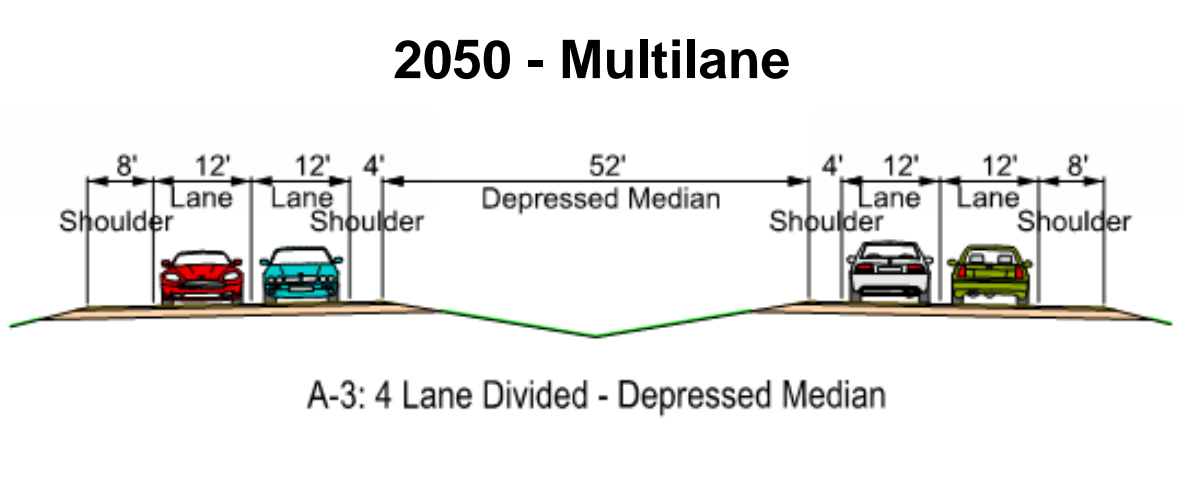 2050 - Multilane
8' 12' 12' 4' 52' 4' 12' 12' 8'
Lane Lane Depressed Median Lane Lane
Shoulder Shoulder Shoulder Shoulder
A-3: 4 Lane Divided - Depressed Median